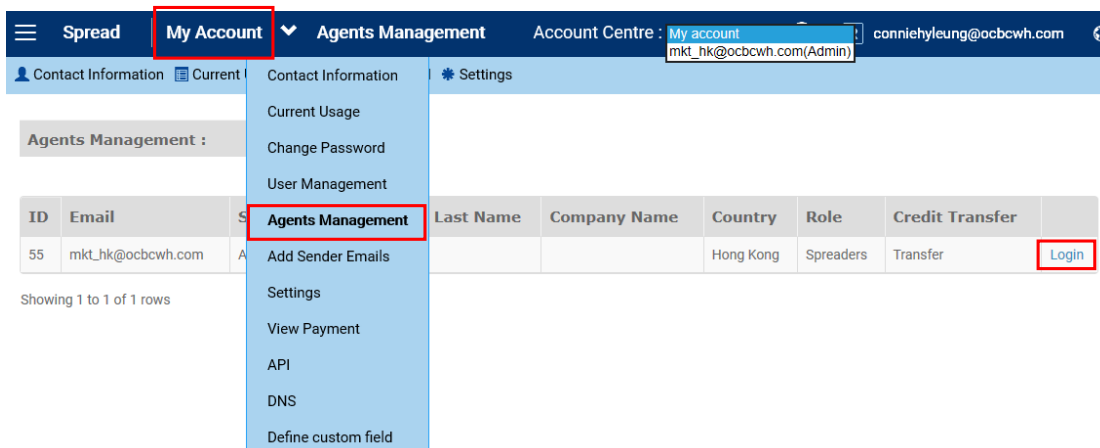 Spread My Account Agents Management Account Centre : My account conniehyleung@ocbcwh.com
mkt_hk@ocbcwh.com(Admin)
Contact Information Current Settings
Contact Information
Current Usage
Change Password
User Management
Agents Management
Add Sender Emails
Settings
View Payment
API
DNS
Define custom field
Agents Management :
ID Email Last Name Company Name Country Role Credit Transfer
55 mkt_hk@ocbcwh.com Hong Kong Spreaders Transfer Login
Showing 1 to 1 of 1 rows